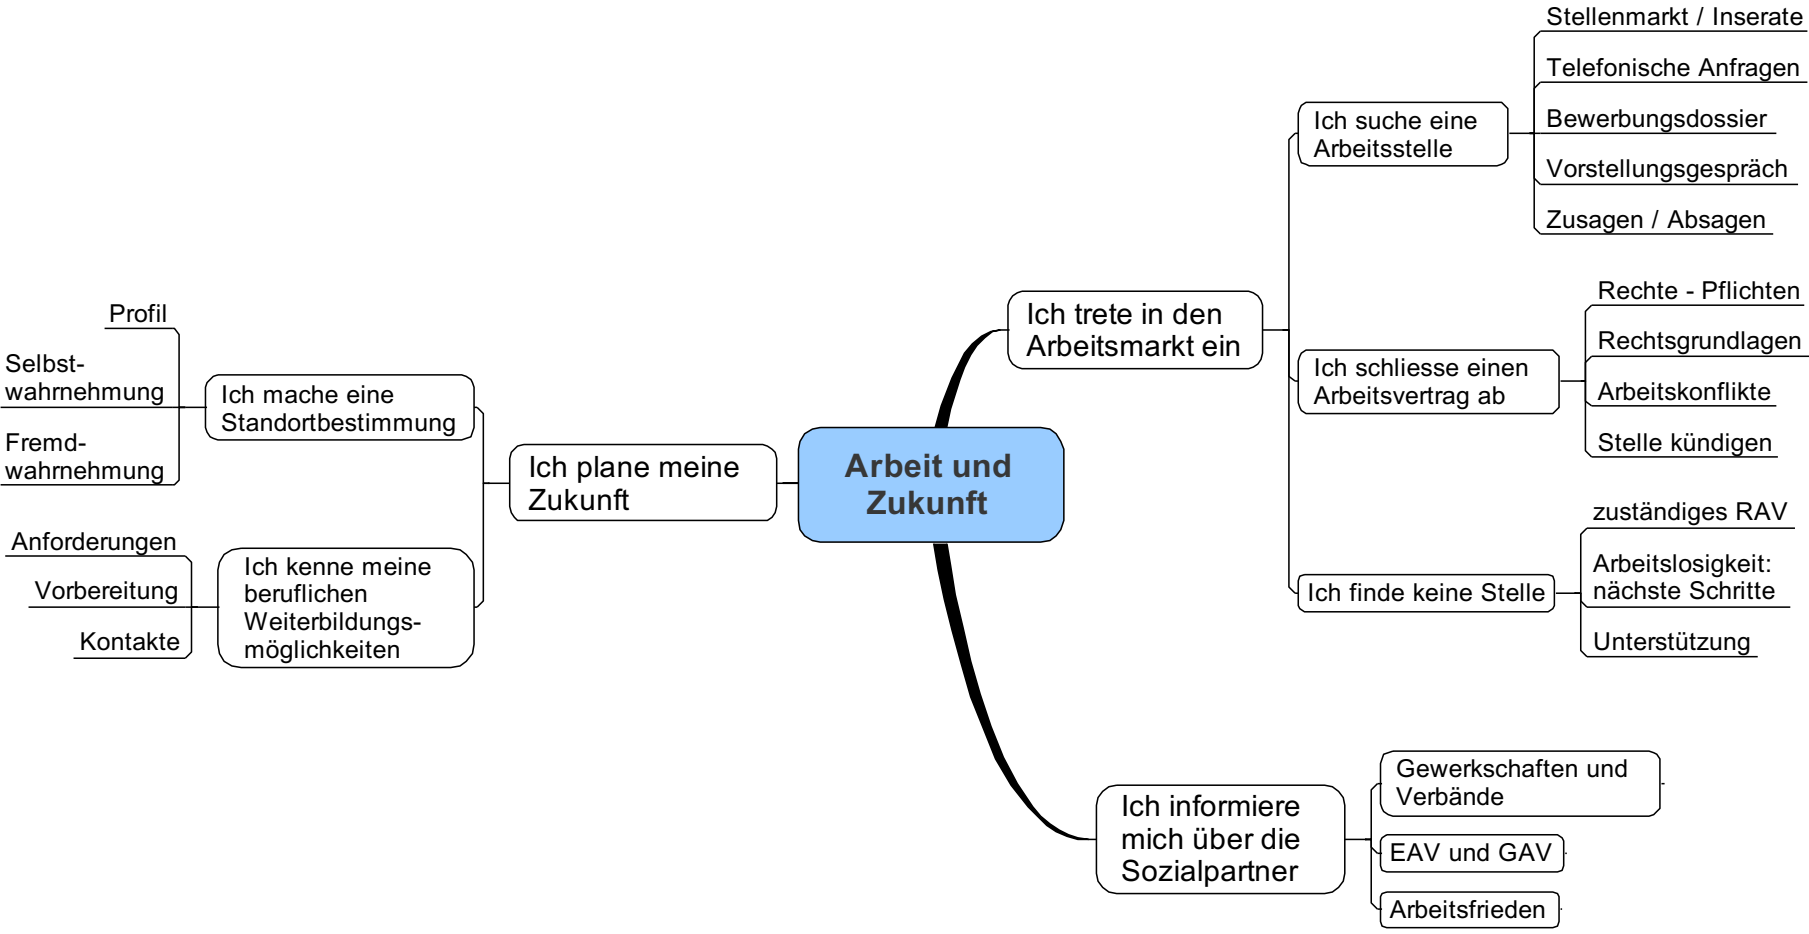 Arbeit und
Zukunft
Ich trete in den
Arbeitsmarkt ein
Ich suche eine
Arbeitsstelle
Stellenmarkt / Inserate
Telefonische Anfragen
Bewerbungsdossier
Vorstellungsgespräch
Zusagen / Absagen
Ich schliesse einen
Arbeitsvertrag ab
Rechte - Pflichten
Rechtsgrundlagen
Arbeitskonflikte
Stelle kündigen
Ich finde keine Stelle
zuständiges RAV
Arbeitslosigkeit:
nächste Schritte
Unterstützung
Ich informiere
mich über die
Sozialpartner
Gewerkschaften und
Verbände
EAV und GAV
Arbeitsfrieden
Ich plane meine
Zukunft
Ich mache eine
Standortbestimmung
Profil
Selbst-
wahrnehmung
Fremd-
wahrnehmung
Ich kenne meine
beruflichen
Weiterbildungs-
möglichkeiten
Anforderungen
Vorbereitung
Kontakte